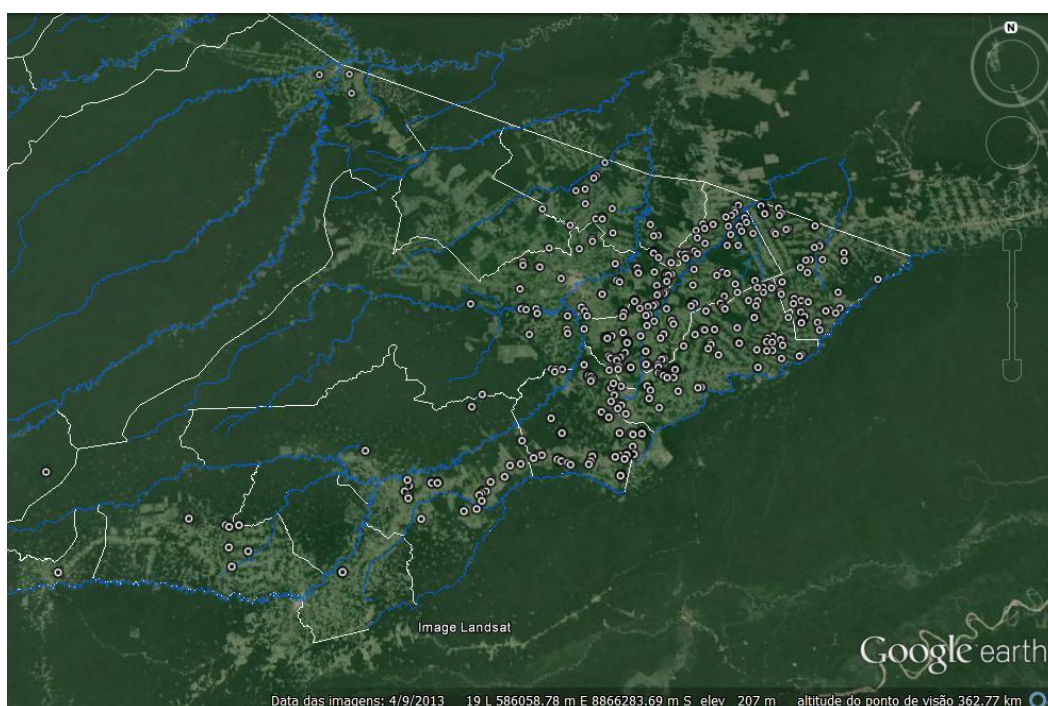 N
Image Landsat
Google earth
Data das imagens: 4/9/2013 19 L 586058.78 m E 8866283.69 m S elev 207 m altitude do ponto de visão 362.77 km